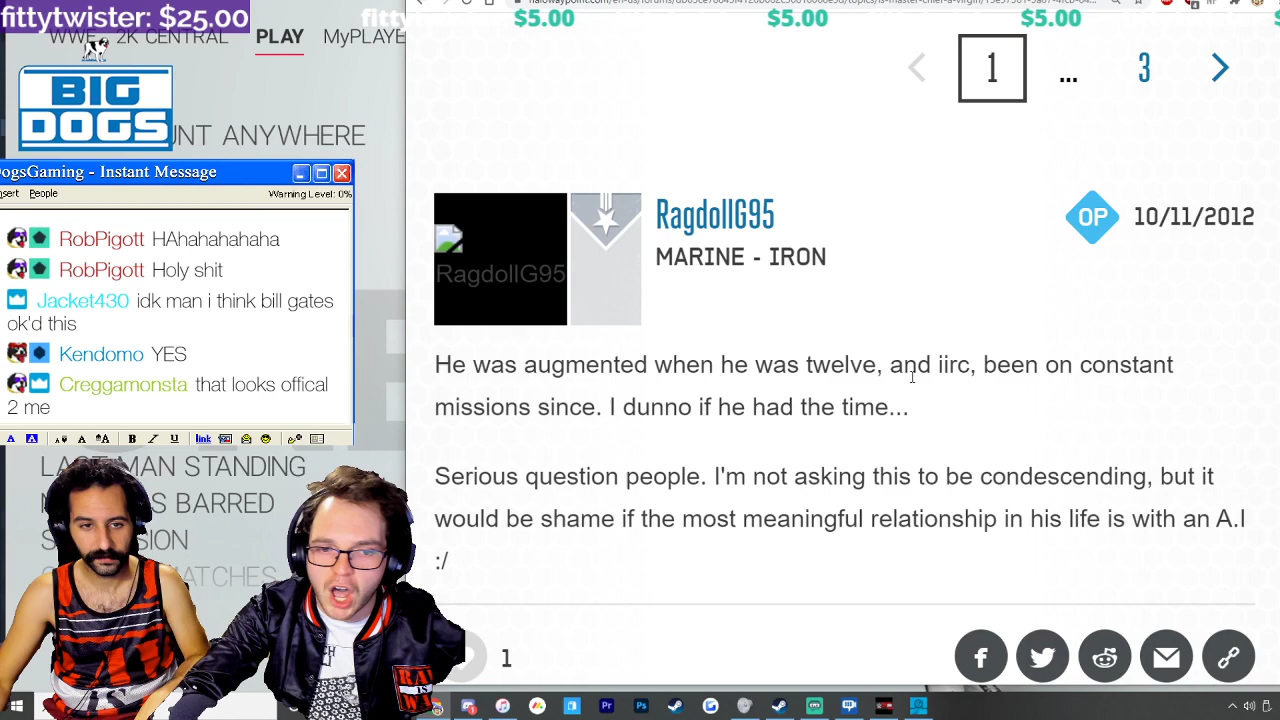 fittytwister: $25.00
$5.00
$5.00
$5.00
WWE 2K CENTRAL
PLAY
MyPLAYE
BIG
DOGS
UNT ANYWHERE
DogsGaming - Instant Message
nsert People
Warning Level: 0%
RobPigott HAhahahahaha
RobPigott Holy shit
Jacket430 idk man i think bill gates
ok'd this
Kendomo YES
Creggamonsta that looks offical
2 me
link
LAST MAN STANDING
BARRED
1
...
3
RagdollG95
MARINE - IRON
RagdollG95
OP
10/11/2012
He was augmented when he was twelve, and iirc, been on constant
missions since. I dunno if he had the time...
Serious question people. I'm not asking this to be condescending, but it
would be shame if the most meaningful relationship in his life is with an A.I
:/
1